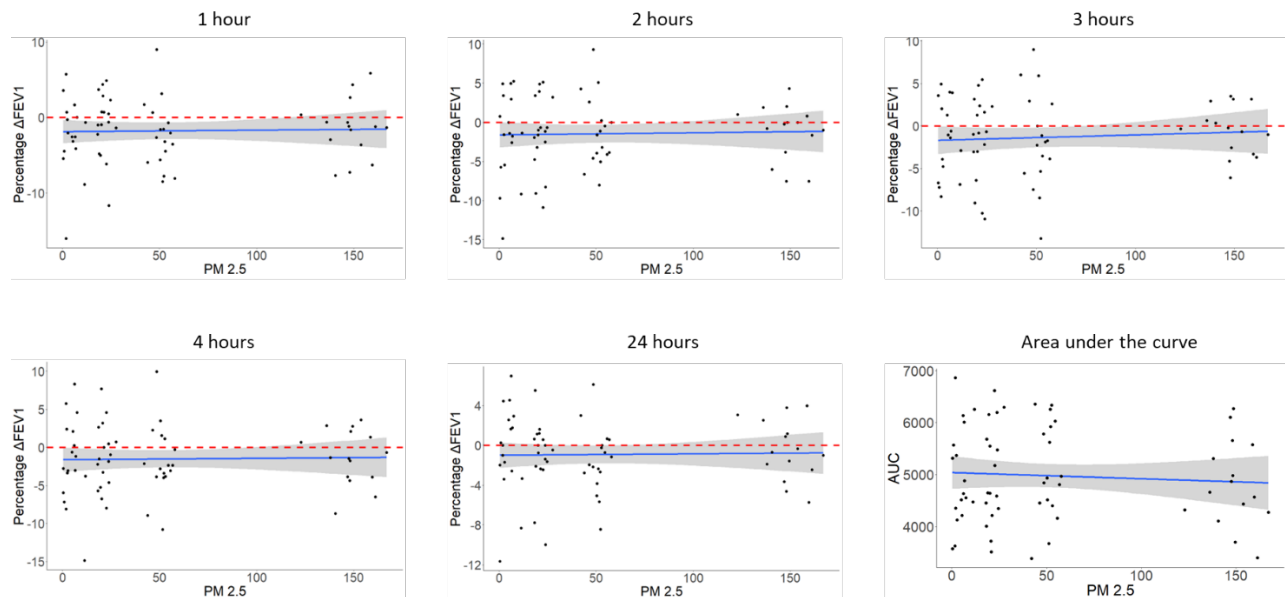 1 hour
2 hours
3 hours
10
0
-10
Percentage ΔFEV1
0
50
100
150
PM 2.5
10
5
0
-5
-10
-15
Percentage ΔFEV1
0
50
100
150
PM 2.5
10
5
0
-5
-10
Percentage ΔFEV1
0
50
100
150
PM 2.5
4 hours
24 hours
Area under the curve
10
5
0
-5
-10
-15
Percentage ΔFEV1
0
50
100
150
PM 2.5
4
0
-4
-8
-12
Percentage ΔFEV1
0
50
100
150
PM 2.5
7000
6000
5000
4000
AUC
0
50
100
150
PM 2.5